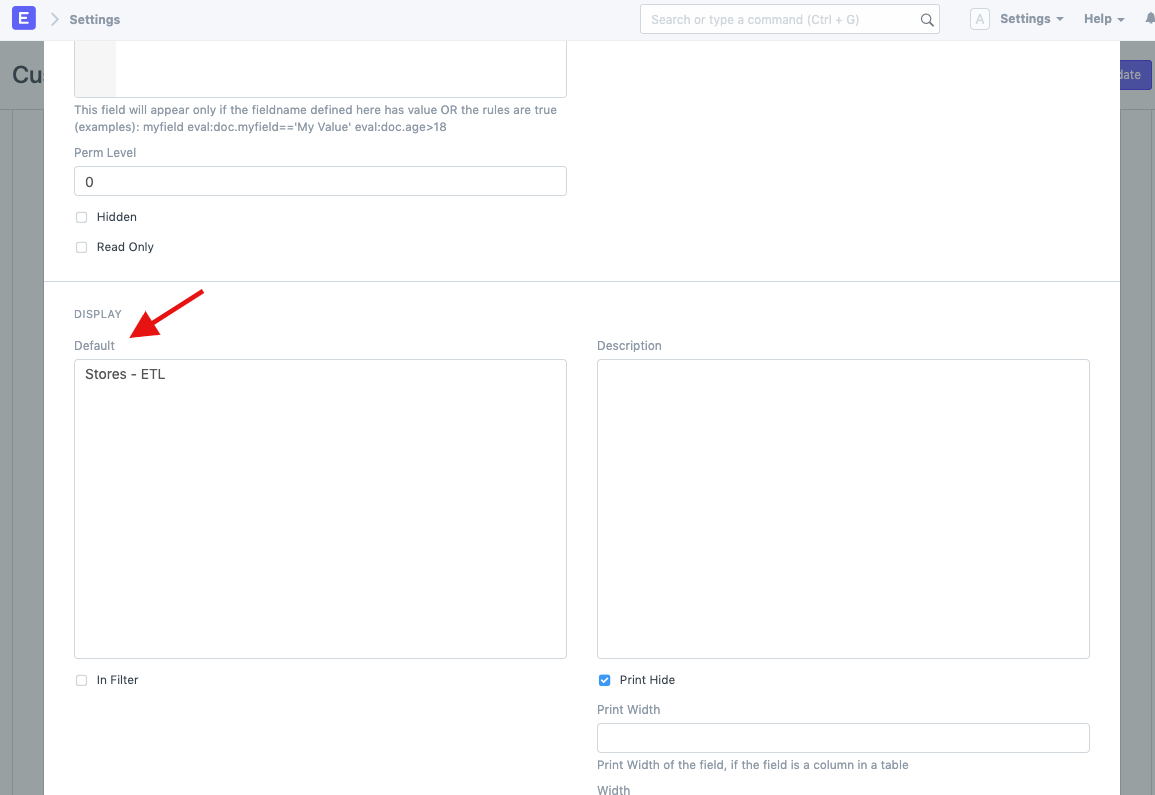 E Settings Search or type a command (Ctrl + G) A Settings Help
Cu
date
This field will appear only if the fieldname defined here has value OR the rules are true
(examples): myfield eval:doc.myfield=='My Value' eval:doc.age>18
Perm Level
0
Hidden
Read Only
DISPLAY
Default
Description
Stores - ETL
In Filter
Print Hide
Print Width
Print Width of the field, if the field is a column in a table
Width